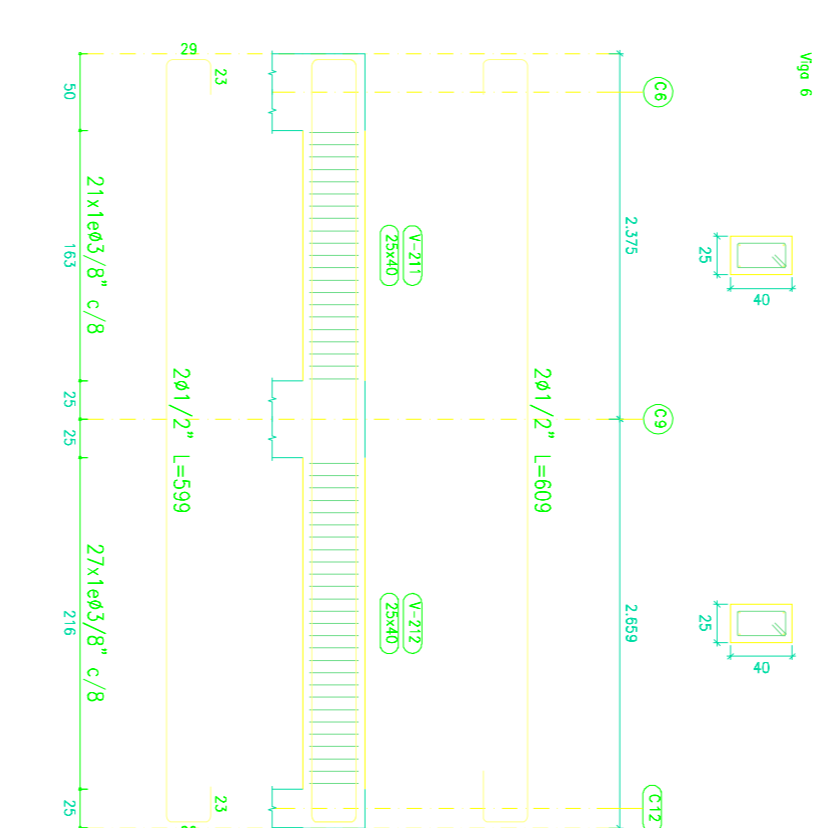 Viga 6
25
40
25
40
C6
C9
C12
2.375
2.659
2ø1/2" L=609
V-211
25x40
V-212
25x40
23
23
29
2ø1/2" L=599
21x1eø3/8" c/8
27x1eø3/8" c/8
50
163
25
25
216
25